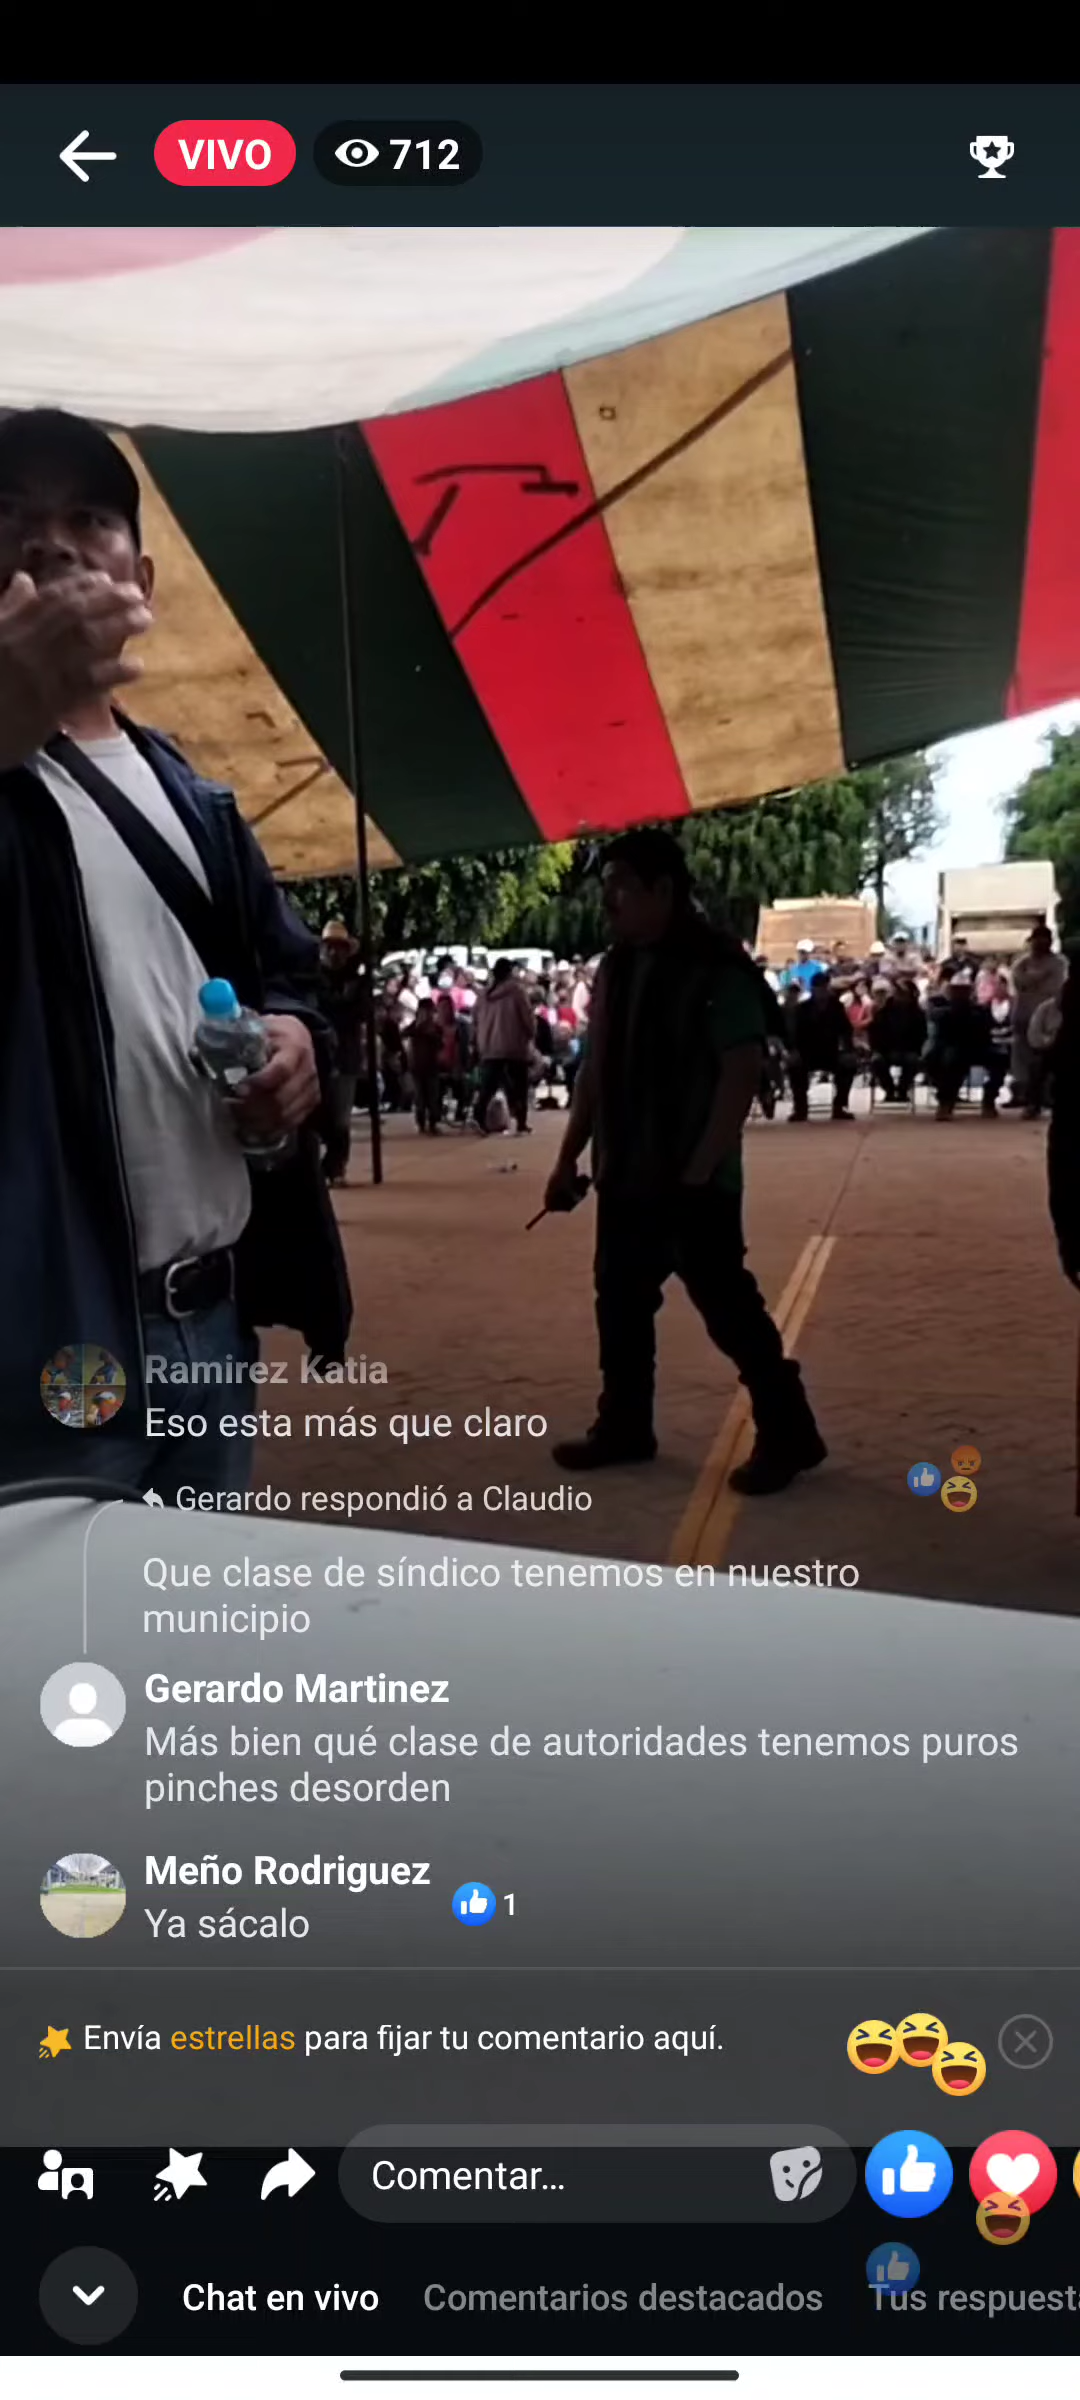 VIVO
712
Ramirez Katia
Eso esta más que claro
Gerardo respondió a Claudio
Que clase de síndico tenemos en nuestro
municipio
Gerardo Martinez
Más bien qué clase de autoridades tenemos puros
pinches desorden
Meño Rodriguez
1
Ya sácalo
Envía estrellas para fijar tu comentario aquí.
Comentar...
Chat en vivo
Comentarios destacados
Tus respuest